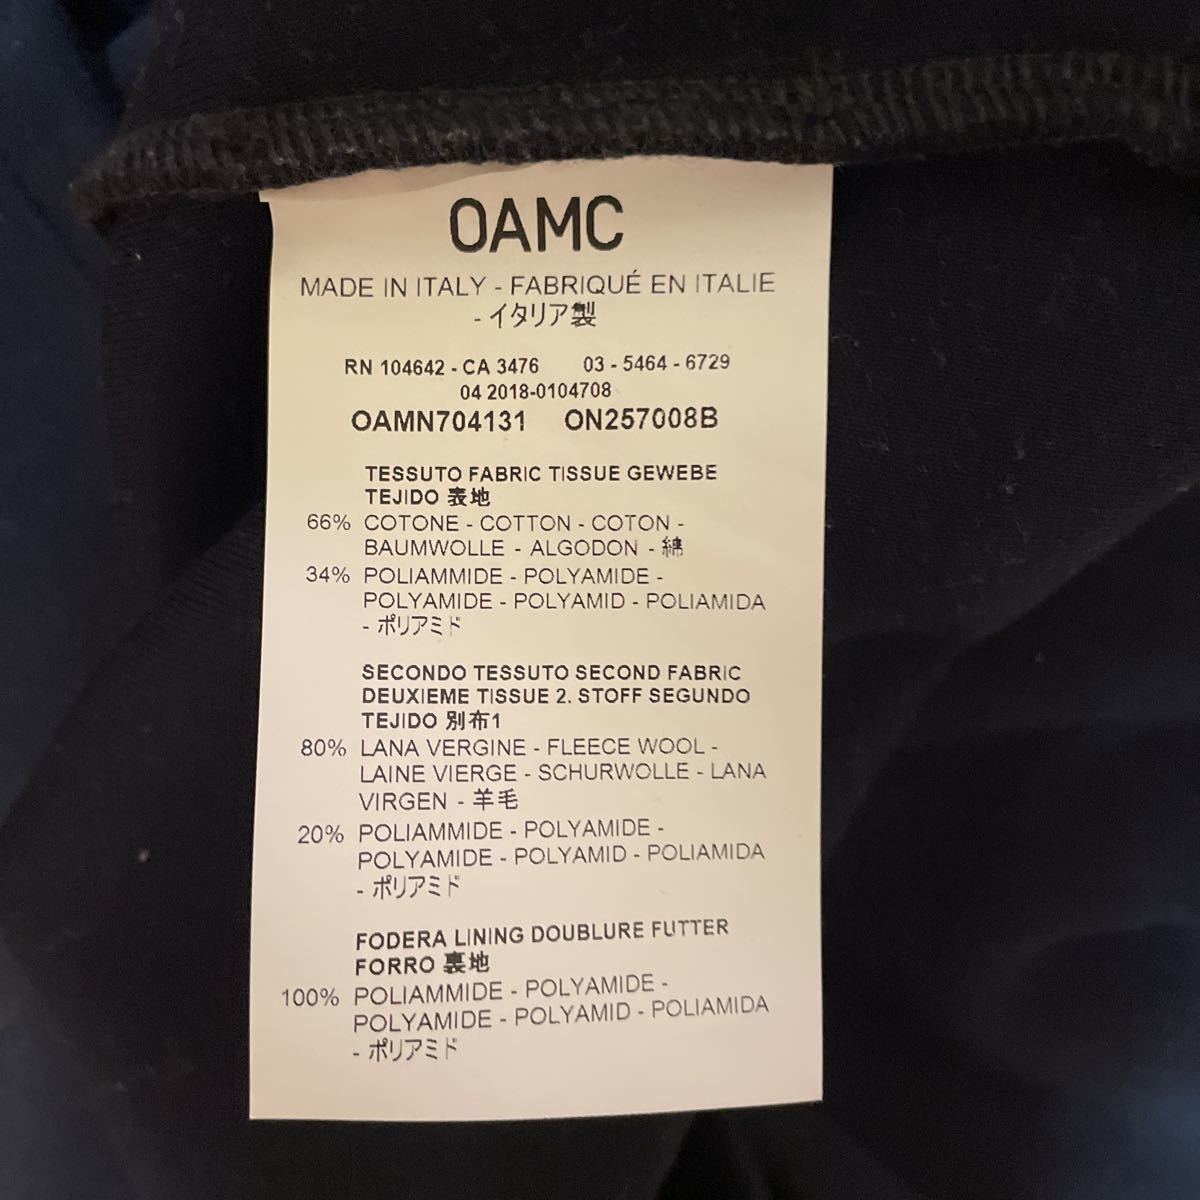 OAMC
MADE IN ITALY - FABRIQUÉ EN ITALIE
- イタリア製
RN 104642 - CA 3476 03 - 5464 - 6729
04 2018-0104708
OAMN704131 ON257008B
TESSUTO FABRIC TISSUE GEWEBE
TEJIDO 表地
66% COTONE - COTTON - COTON -
BAUMWOLLE - ALGODON - 綿
34% POLIAMMIDE - POLYAMIDE -
POLYAMIDE - POLYAMID - POLIAMIDA
- ポリアミド
SECONDO TESSUTO SECOND FABRIC
DEUXIEME TISSUE 2. STOFF SEGUNDO
TEJIDO 別布1
80% LANA VERGINE - FLEECE WOOL -
LAINE VIERGE - SCHURWOLLE - LANA
VIRGEN - 羊毛
20% POLIAMMIDE - POLYAMIDE -
POLYAMIDE - POLYAMID - POLIAMIDA
- ポリアミド
FODERA LINING DOUBLURE FUTTER
FORRO 裏地
100% POLIAMMIDE - POLYAMIDE -
POLYAMIDE - POLYAMID - POLIAMIDA
- ポリアミド